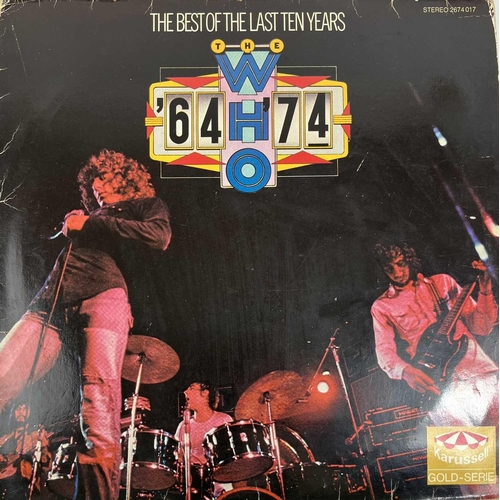 STEREO 2674 017
THE BEST OF THE LAST TEN YEARS
THE
WHO
'64 '74
Karussell
GOLD-SERIE